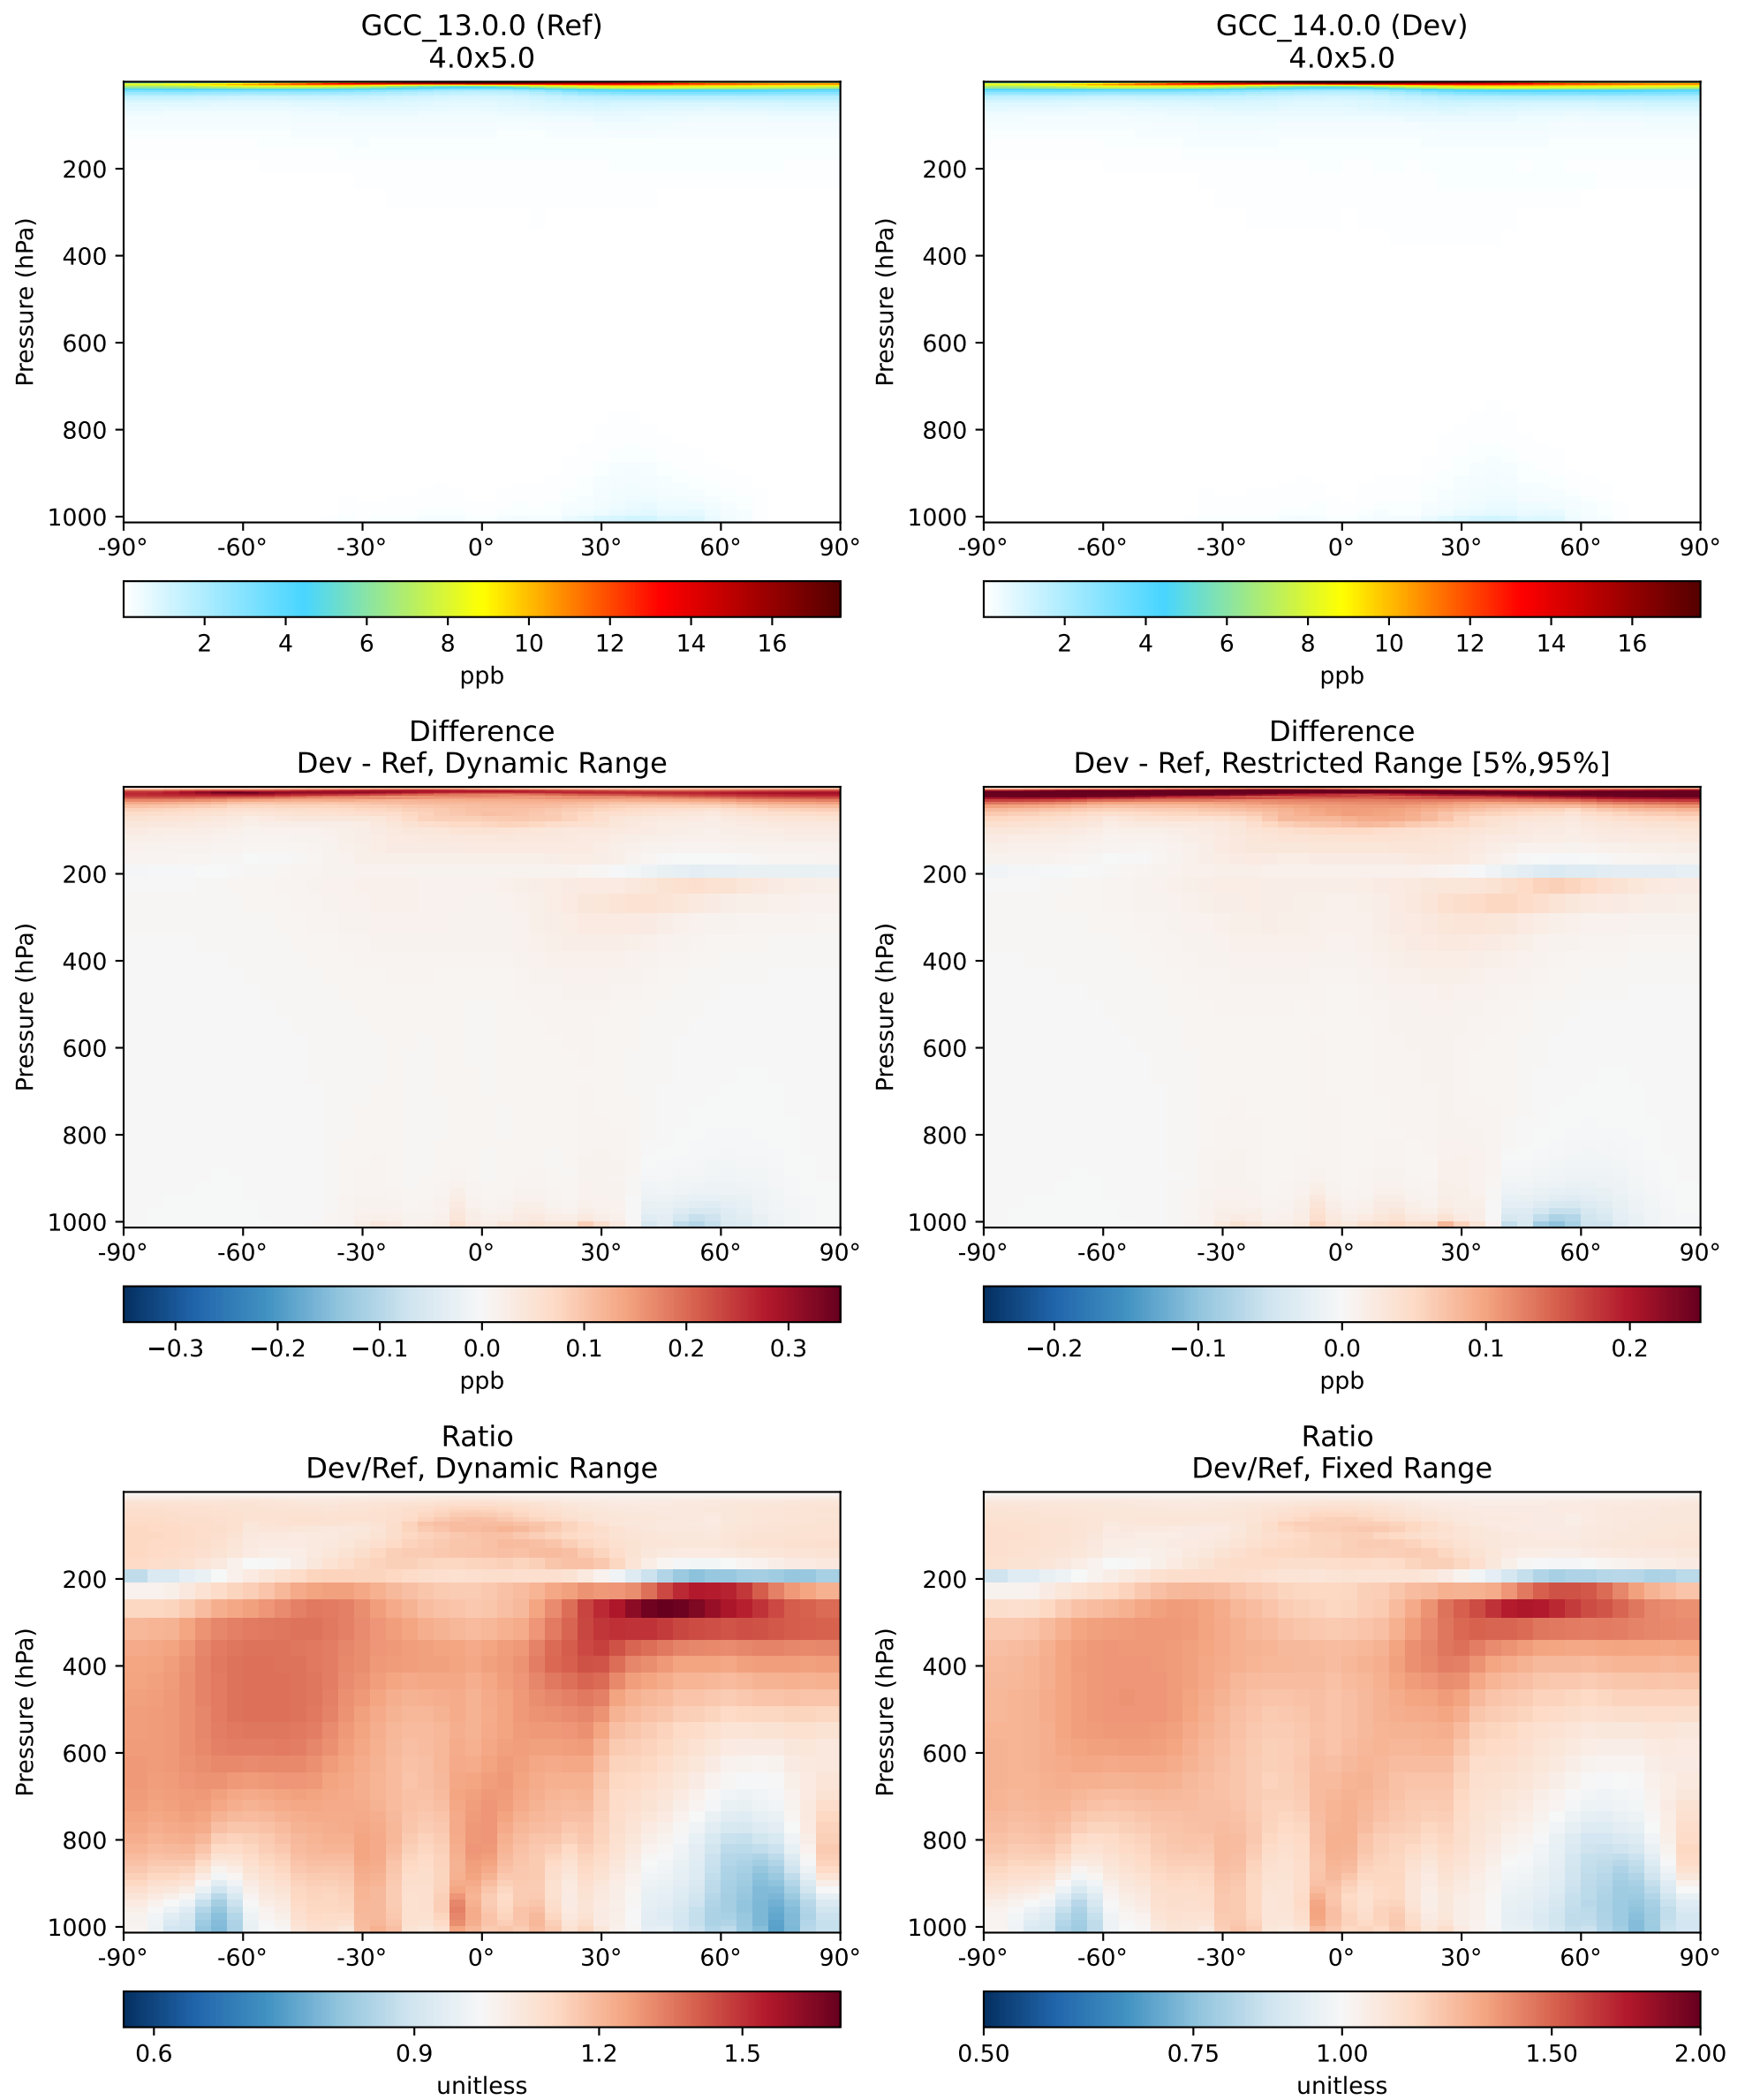 GCC_13.0.0 (Ref)
4.0x5.0
Pressure (hPa)
200
400
600
800
1000
-90° -60° -30° 0° 30° 60° 90°
2 4 6 8 10 12 14 16
ppb
GCC_14.0.0 (Dev)
4.0x5.0
Pressure (hPa)
200
400
600
800
1000
-90° -60° -30° 0° 30° 60° 90°
2 4 6 8 10 12 14 16
ppb
Difference
Dev - Ref, Dynamic Range
Pressure (hPa)
200
400
600
800
1000
-90° -60° -30° 0° 30° 60° 90°
−0.3 −0.2 −0.1 0.0 0.1 0.2 0.3
ppb
Difference
Dev - Ref, Restricted Range [5%,95%]
Pressure (hPa)
200
400
600
800
1000
-90° -60° -30° 0° 30° 60° 90°
−0.2 −0.1 0.0 0.1 0.2
ppb
Ratio
Dev/Ref, Dynamic Range
Pressure (hPa)
200
400
600
800
1000
-90° -60° -30° 0° 30° 60° 90°
0.6 0.9 1.2 1.5
unitless
Ratio
Dev/Ref, Fixed Range
Pressure (hPa)
200
400
600
800
1000
-90° -60° -30° 0° 30° 60° 90°
0.50 0.75 1.00 1.50 2.00
unitless